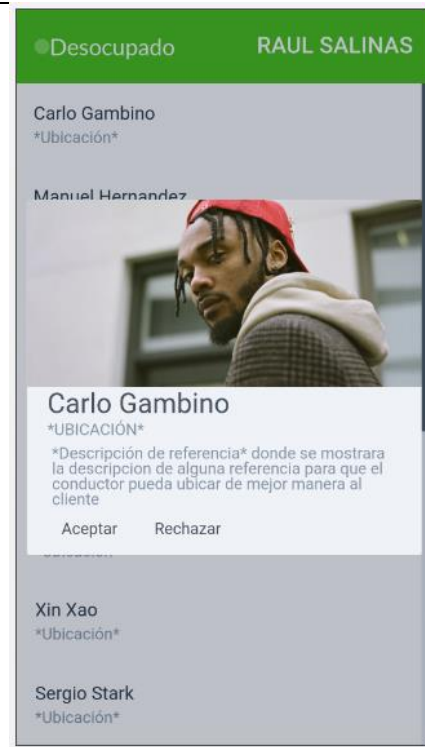 Desocupado RAUL SALINAS
Carlo Gambino
*Ubicación*
Manuel Hernandez
Carlo Gambino
*UBICACIÓN*
*Descripción de referencia* donde se mostrara
la descripcion de alguna referencia para que el
conductor pueda ubicar de mejor manera al
cliente
Aceptar Rechazar
Xin Xao
*Ubicación*
Sergio Stark
*Ubicación*